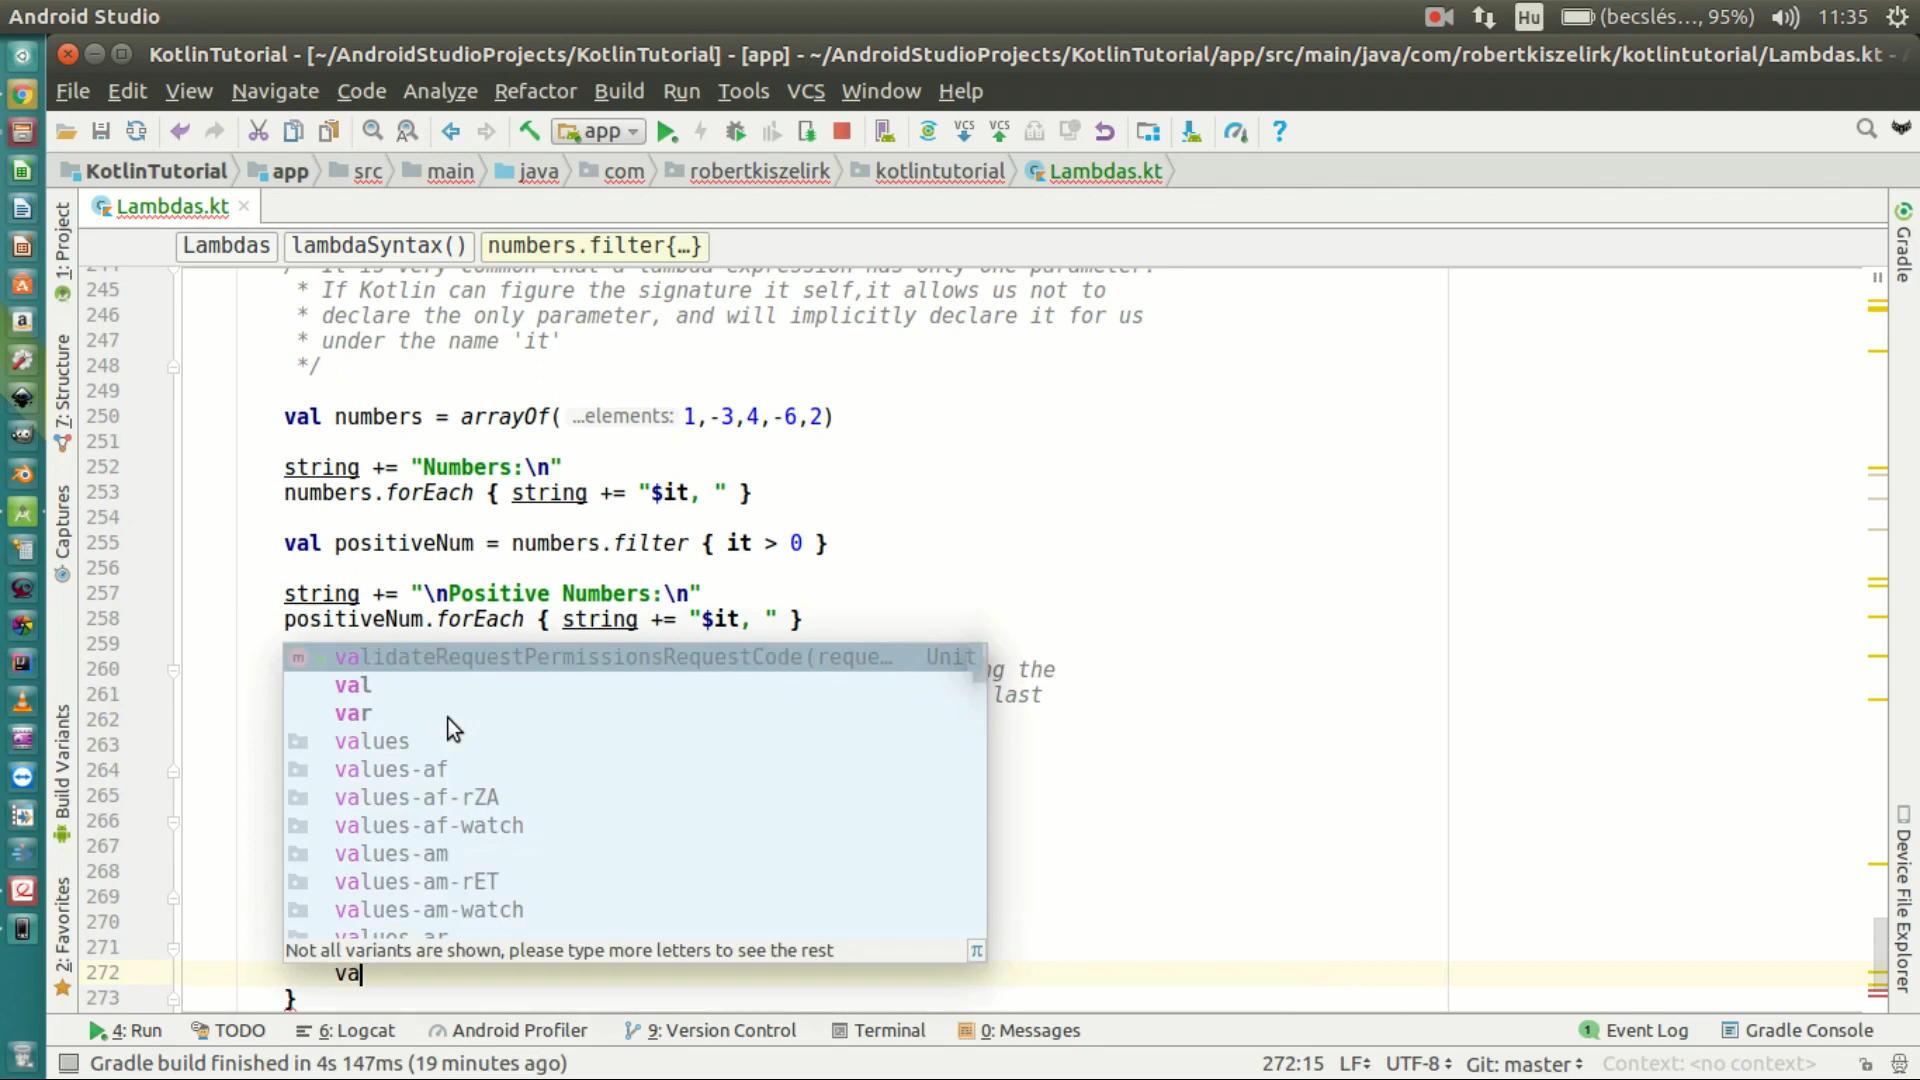 Android Studio
Hu
(becslés..., 95%)
11:35
KotlinTutorial - [~/AndroidStudioProjects/KotlinTutorial] - [app] - ~/AndroidStudioProjects/KotlinTutorial/app/src/main/java/com/robertkiszelirk/kotlintutorial/Lambdas.kt -
File Edit View Navigate Code Analyze Refactor Build Run Tools VCS Window Help
app
VCS VCS
KotlinTutorial app src main java com robertkiszelirk kotlintutorial Lambdas.kt
Lambdas.kt
Lambdas lambdaSyntax() numbers.filter{…}
1: Project
7: Structure
Captures
Build Variants
2: Favorites
Gradle
Device File Explorer
244 /* It is very common that a lambda expression has only one parameter.
245 * If Kotlin can figure the signature it self,it allows us not to
246 * declare the only parameter, and will implicitly declare it for us
247 * under the name 'it'
248 */
249
250 val numbers = arrayOf( ...elements: 1,-3,4,-6,2)
251
252 string += "Numbers:\n"
253 numbers.forEach { string += "$it, " }
254
255 val positiveNum = numbers.filter { it > 0 }
256
257 string += "\nPositive Numbers:\n"
258 positiveNum.forEach { string += "$it, " }
259
validateRequestPermissionsRequestCode(reque... Unit
260 ng the
261 last
262
263
264
265
266
267
268
269
270
271
val
var
values
values-af
values-af-rZA
values-af-watch
values-am
values-am-rET
values-am-watch
values-ar
Not all variants are shown, please type more letters to see the rest
π
272 va
273 }
4: Run TODO 6: Logcat Android Profiler 9: Version Control Terminal 0: Messages 1 Event Log Gradle Console
Gradle build finished in 4s 147ms (19 minutes ago) 272:15 LF UTF-8 Git: master Context: <no context>